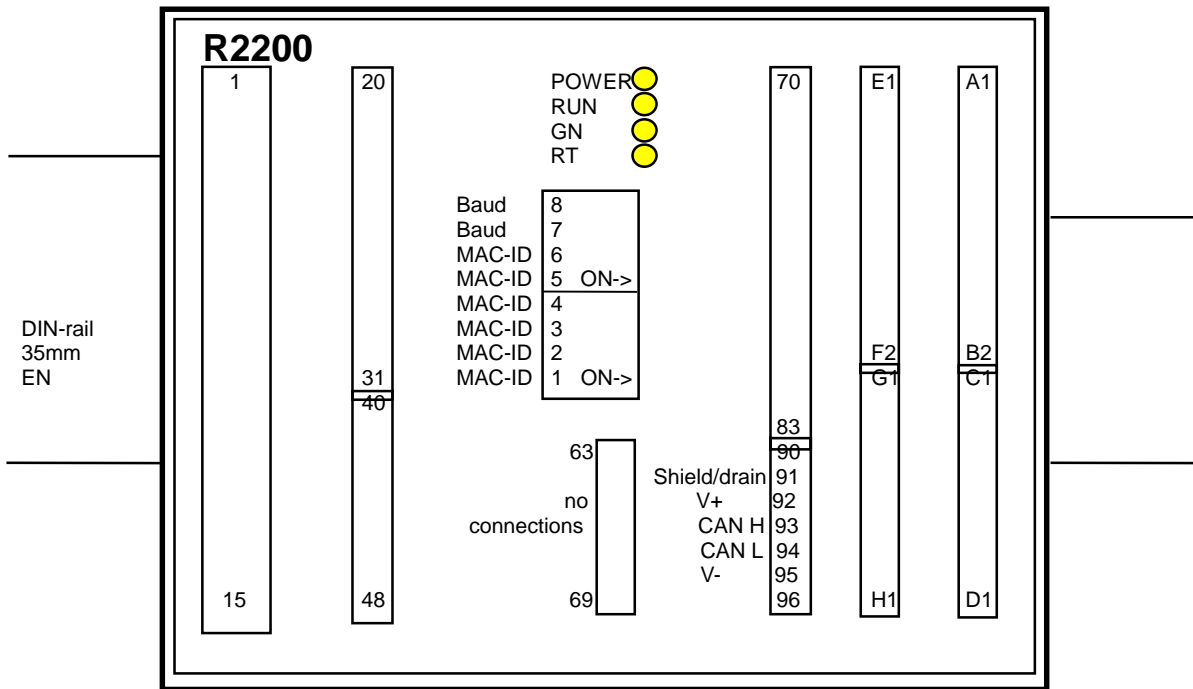 R2200
1 20 POWER 70 E1 A1
RUN
GN
RT
Baud 8
Baud 7
MAC-ID 6
MAC-ID 5 ON->
MAC-ID 4
DIN-rail MAC-ID 3
35mm MAC-ID 2 F2 B2
EN 31 MAC-ID 1 ON-> G1 C1
40
83
63 90
Shield/drain 91
no V+ 92
connections CAN H 93
CAN L 94
V- 95
15 48 69 96 H1 D1